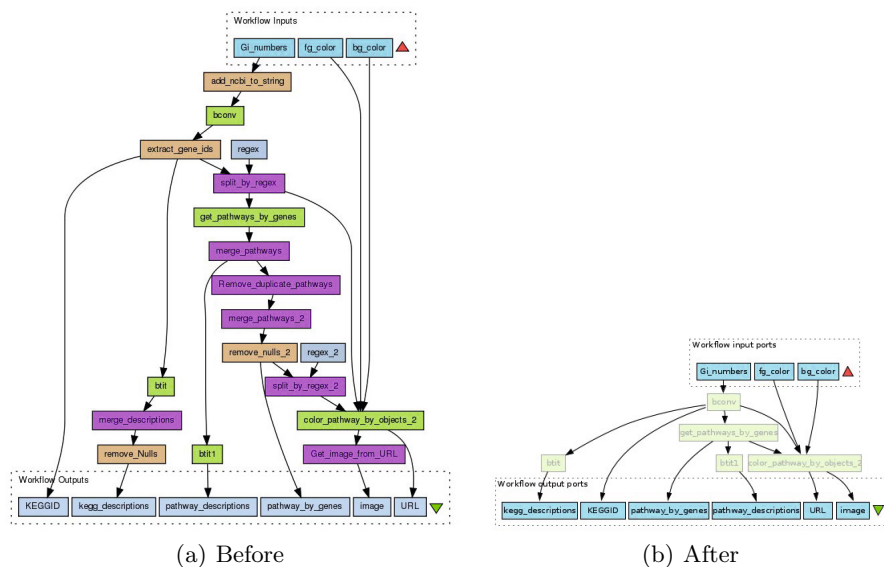 Workflow Inputs
Gi_numbers fg_color bg_color
add_ncbi_to_string
bconv
extract_gene_ids regex
split_by_regex
get_pathways_by_genes
merge_pathways
Remove_duplicate_pathways
merge_pathways_2
remove_nulls_2 regex_2
btit split_by_regex_2
merge_descriptions color_pathway_by_objects_2
remove_Nulls btit1 Get_image_from_URL
Workflow Outputs
KEGGID kegg_descriptions pathway_descriptions pathway_by_genes image URL
(a) Before
Workflow input ports
Gi_numbers fg_color bg_color
bconv
get_pathways_by_genes
btit btit1 color_pathway_by_objects_2
Workflow output ports
kegg_descriptions KEGGID pathway_by_genes pathway_descriptions URL image
(b) After